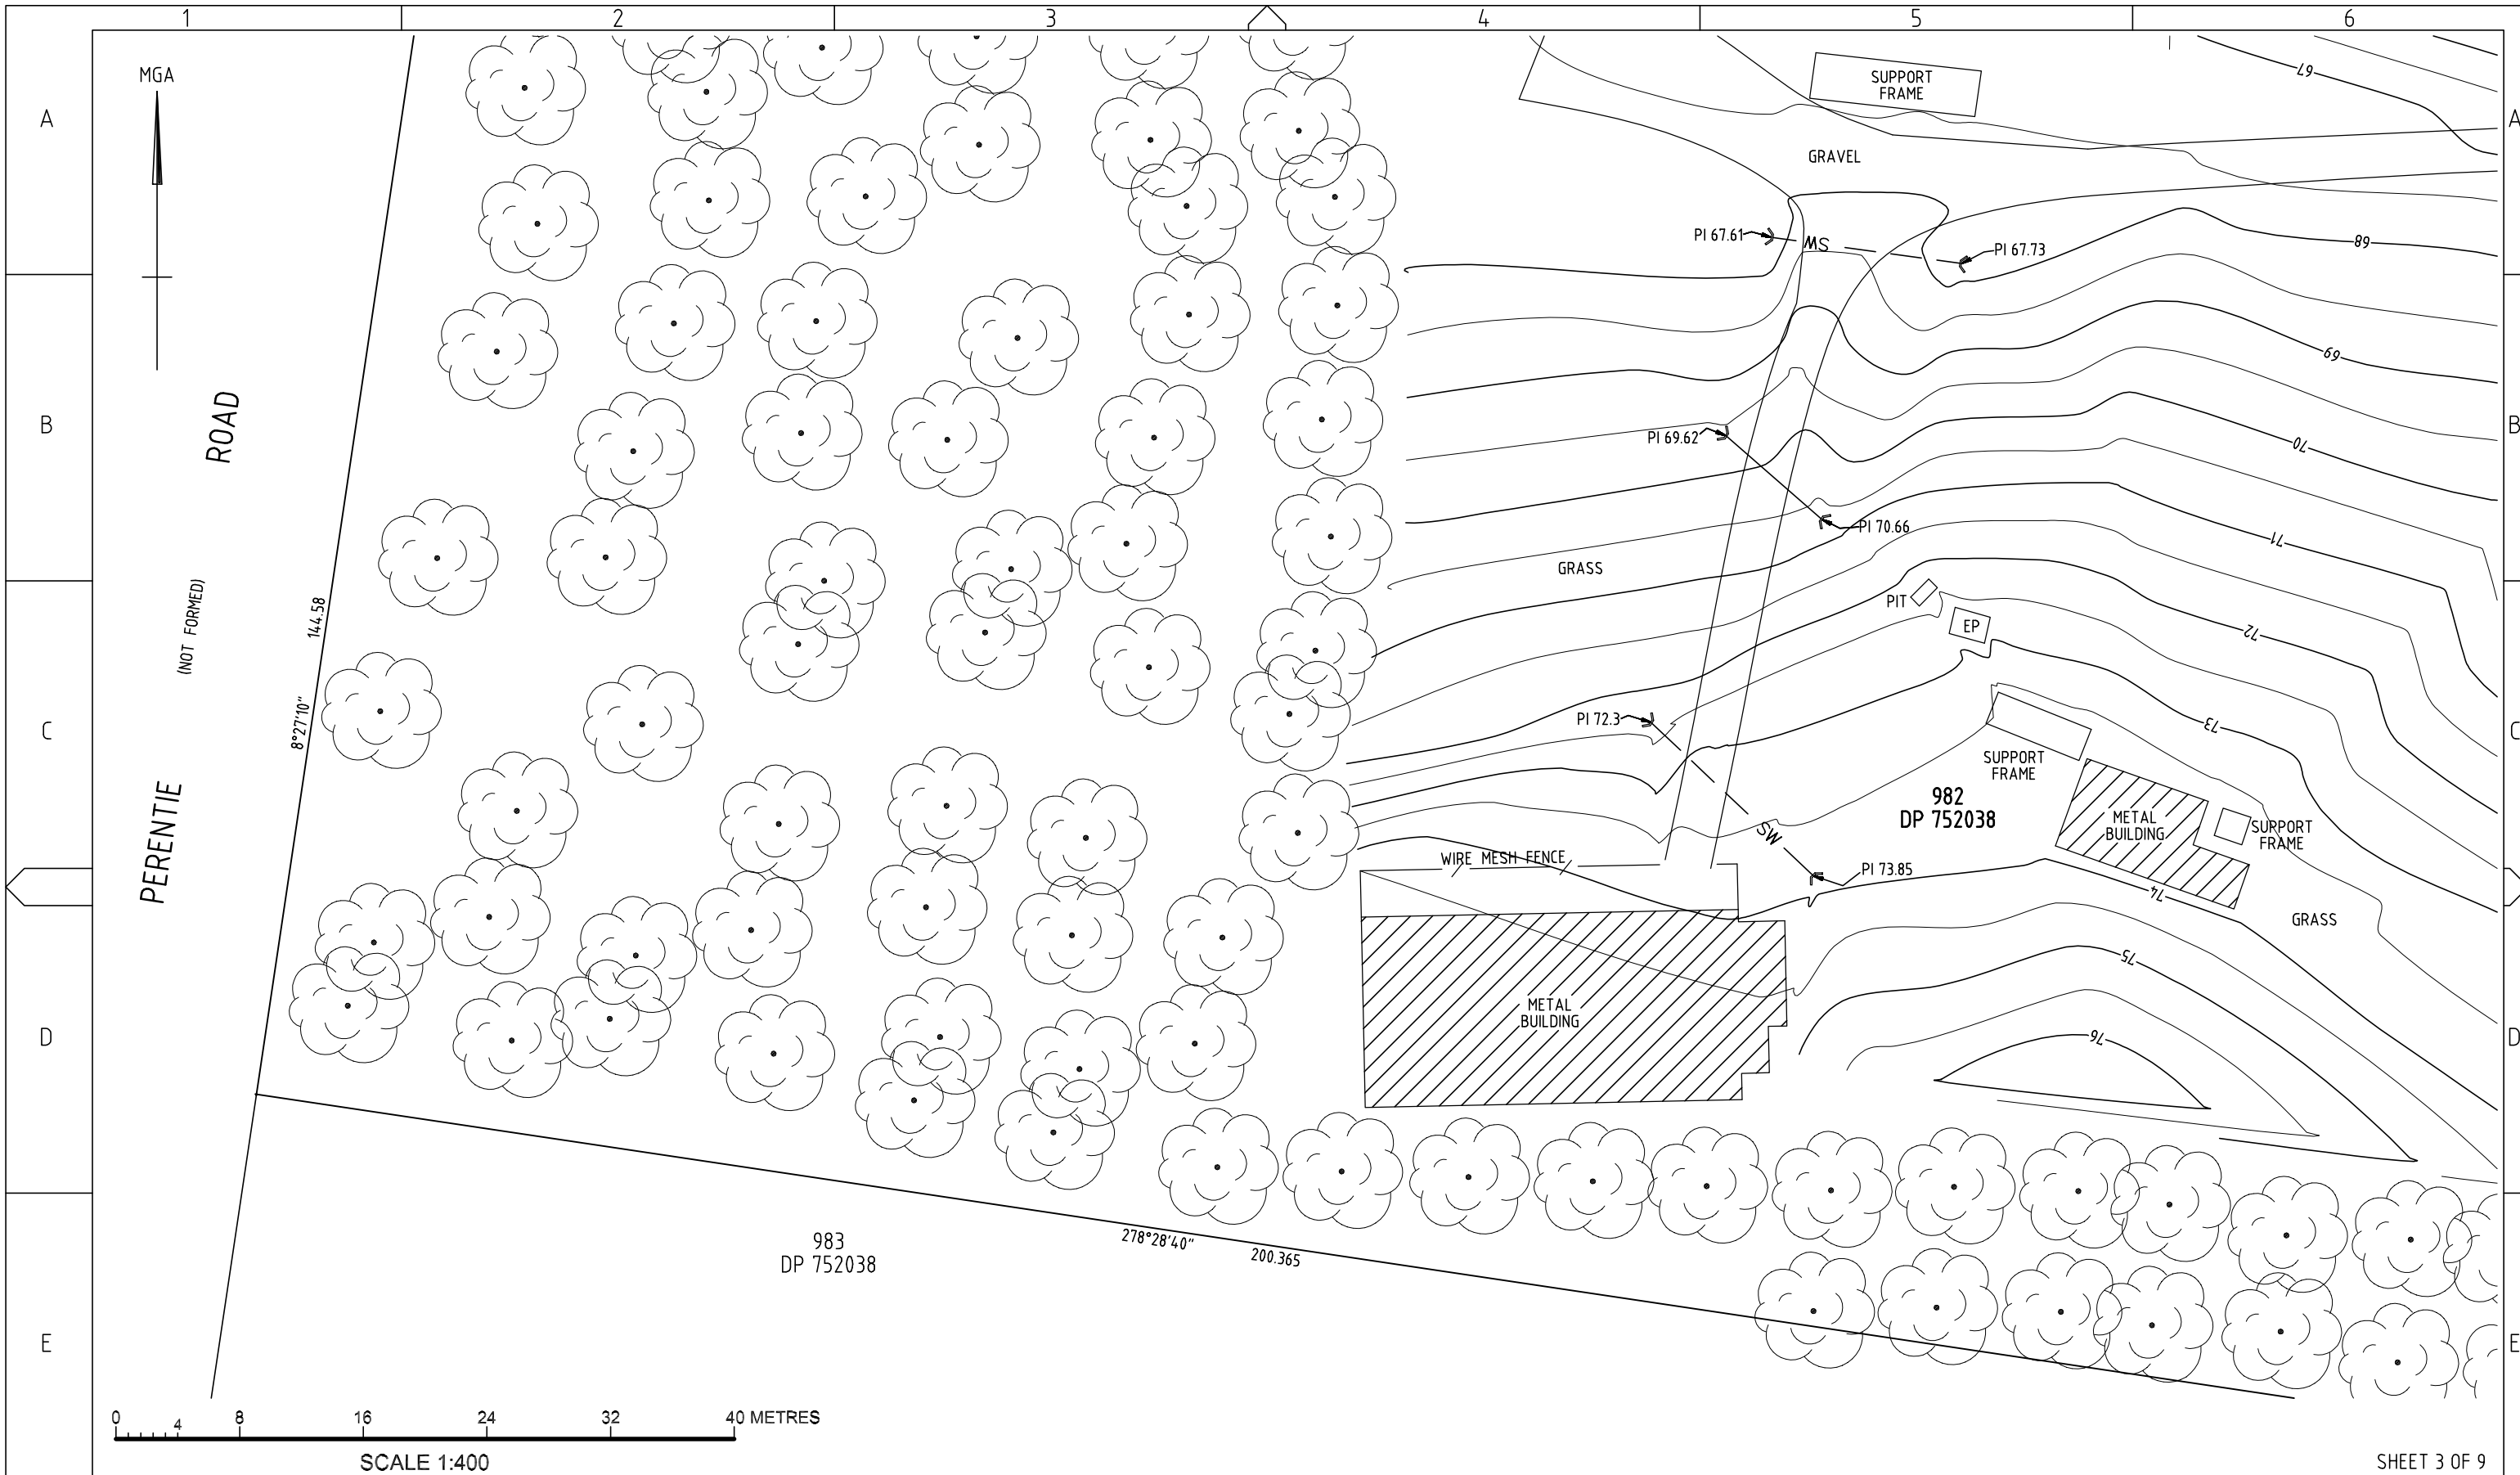 1 2 3 4 5 6
A A
B B
C C
D D
E E
MGA
SUPPORT
FRAME
67
GRAVEL
PI 67.61
SW
PI 67.73
68
69
ROAD
PI 69.62
70
PI 70.66
71
GRASS
(NOT FORMED)
144.58
PIT
EP
72
8°27'10"
PI 72.3
73
SUPPORT
FRAME
982
DP 752038
PERENTIE
SW
METAL
BUILDING
SUPPORT
FRAME
WIRE MESH FENCE
PI 73.85
74
GRASS
75
METAL
BUILDING
76
983
DP 752038
278°28'40"
200.365
0 4 8 16 24 32 40 METRES
SCALE 1:400
SHEET 3 OF 9